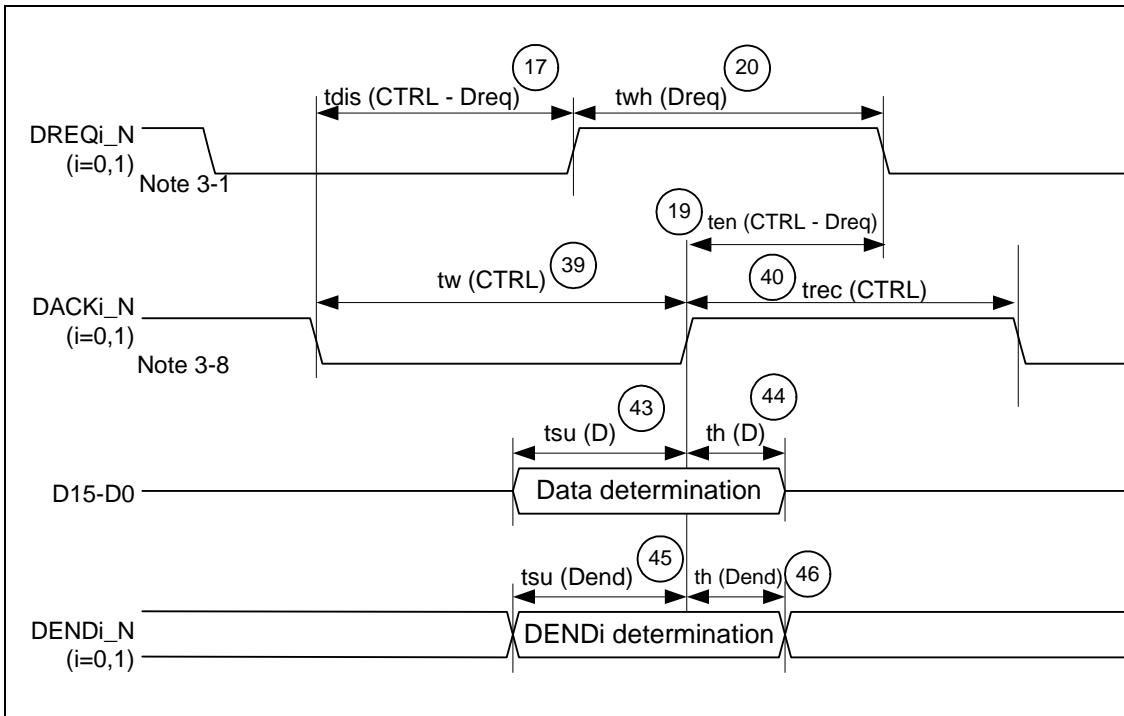 17
20
tdis (CTRL - Dreq)
twh (Dreq)
DREQi_N
(i=0,1)
Note 3-1
19
ten (CTRL - Dreq)
39
tw (CTRL)
40
trec (CTRL)
DACKi_N
(i=0,1)
Note 3-8
43
44
tsu (D)
th (D)
D15-D0
Data determination
45
tsu (Dend)
th (Dend)
46
DENDi_N
(i=0,1)
DENDi determination